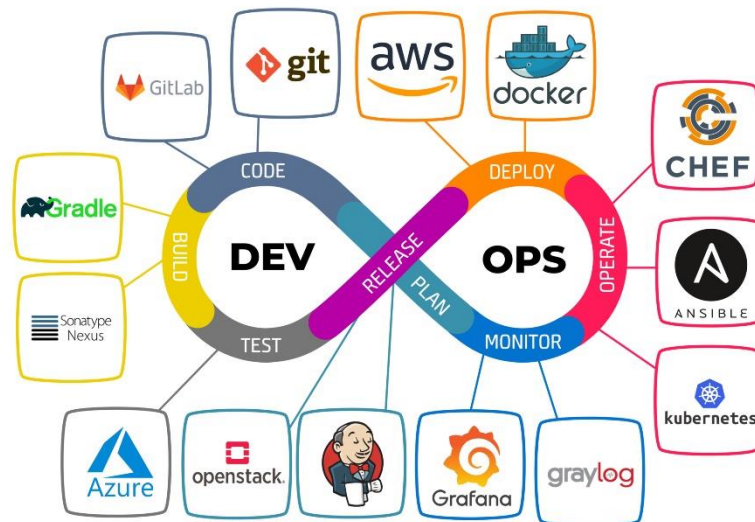 GitLab
git
aws
docker
CHEF
Gradle
CODE
DEPLOY
BUILD
DEV
RELEASE
PLAN
OPS
OPERATE
ANSIBLE
Sonatype
Nexus
TEST
MONITOR
kubernetes
Azure
openstack.
Grafana
graylog